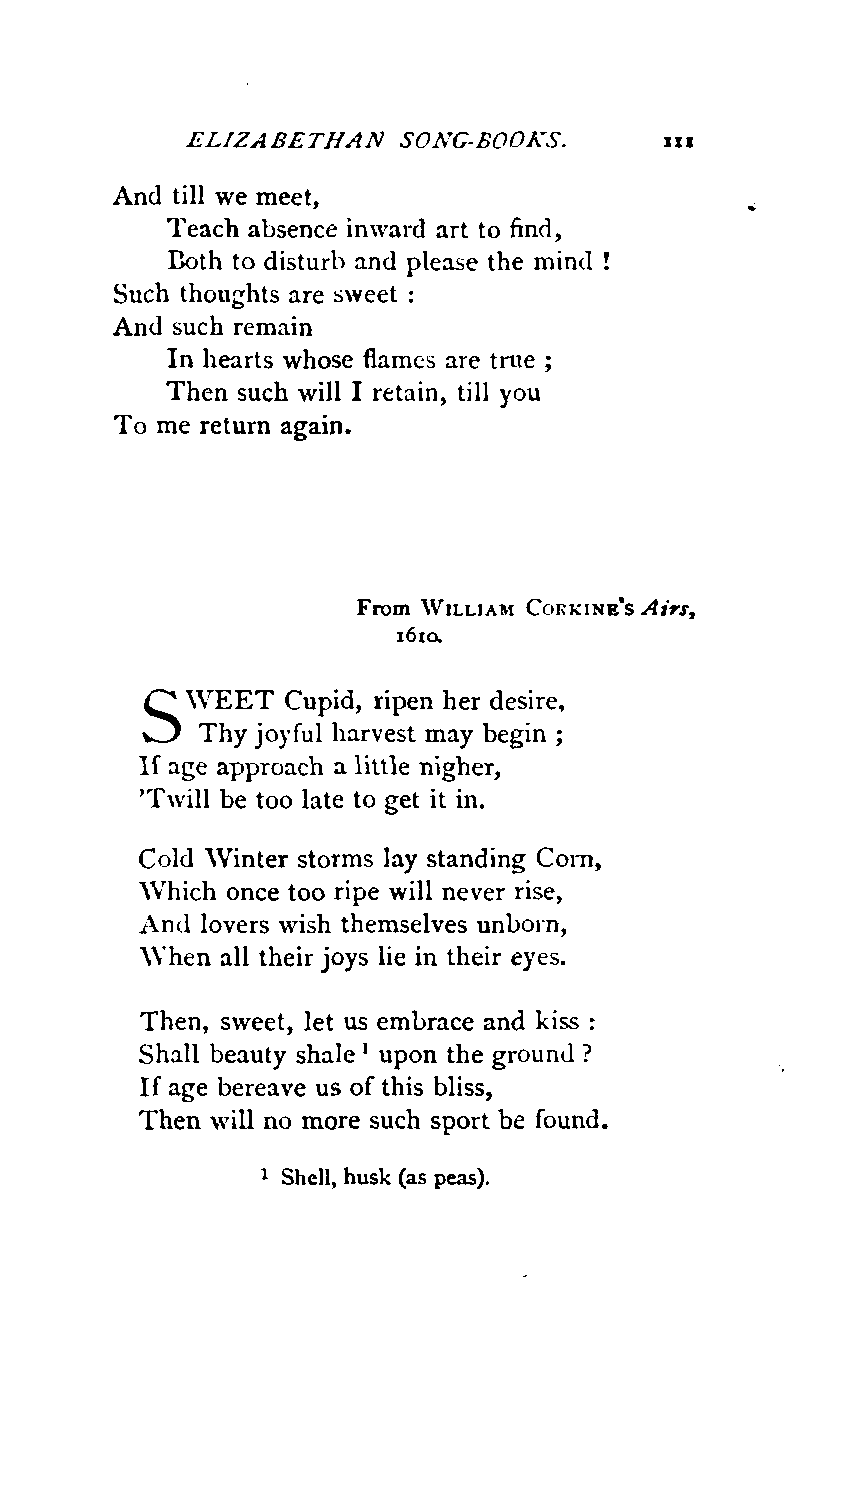 ELIZABETHAN SONG-BOOKS. 111
And till we meet,
Teach absence inward art to find,
Both to disturb and please the mind !
Such thoughts are sweet :
And such remain
In hearts whose flames are true ;
Then such will I retain, till you
To me return again.
From WILLIAM CORKINE'S Airs,
1610.
SWEET Cupid, ripen her desire,
Thy joyful harvest may begin ;
If age approach a little nigher,
'Twill be too late to get it in.
Cold Winter storms lay standing Corn,
Which once too ripe will never rise,
And lovers wish themselves unborn,
When all their joys lie in their eyes.
Then, sweet, let us embrace and kiss :
Shall beauty shale ¹ upon the ground ?
If age bereave us of this bliss,
Then will no more such sport be found.
¹ Shell, husk (as peas).